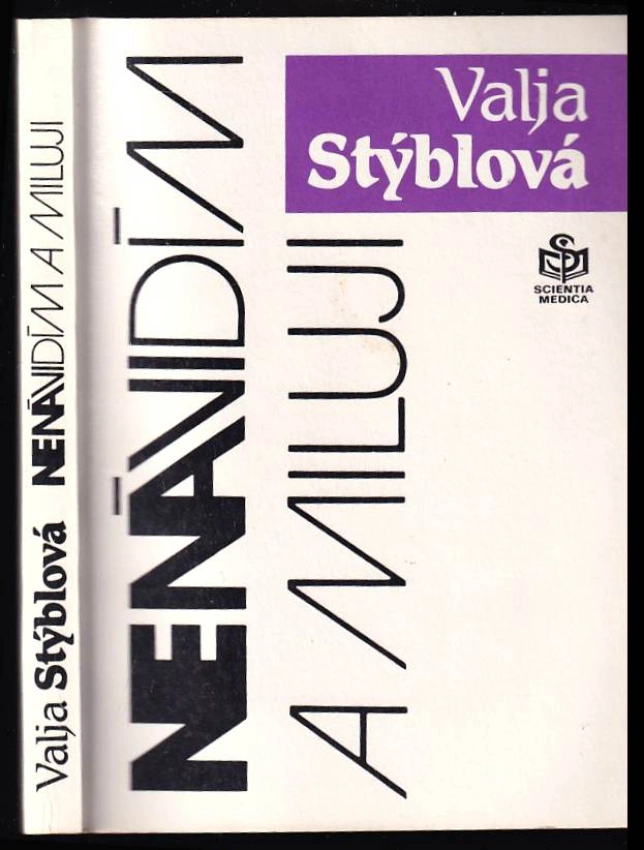 Valja Stýblová NENÁVIDÍM A MILUJI
NENÁVIDÍM
A MILUJI
Valja
Stýblová
SCIENTIA
MEDICA